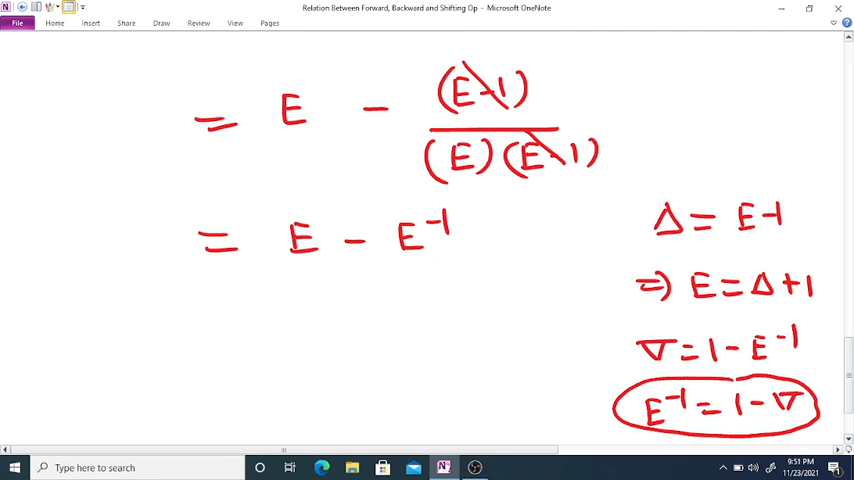 Relation Between Forward, Backward and Shifting Op - Microsoft OneNote
File Home Insert Share Draw Review View Pages
= E - (E-1)
(E)(E-1)
= E - E⁻¹
Δ = E-1
=) E = Δ+1
∇ = 1 - E⁻¹
E⁻¹ = 1 - ∇
Type here to search
9:51 PM
11/23/2021